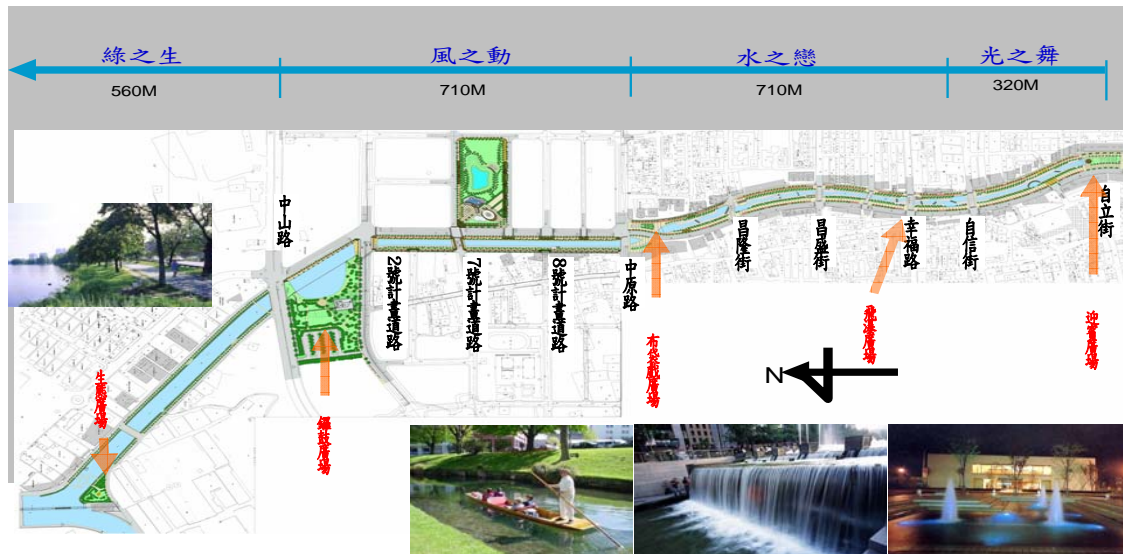 綠之生
風之動
水之戀
光之舞
560M
710M
710M
320M
中山路
2號計畫道路
7號計畫道路
8號計畫道路
中原路
昌隆街
昌盛街
幸福路
自信街
自立街
生態廣場
鑼鼓廣場
布袋戲廣場
飛瀑廣場
迎賓廣場
N